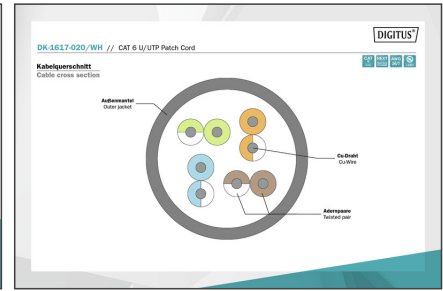 DIGITUS®
DK-1617-020/WH // CAT 6 U/UTP Patch Cord
Kabelquerschnitt
Cable cross section
Außenmantel
Outer jacket
Cu-Draht
Cu-Wire
Adernpaare
Twisted pair